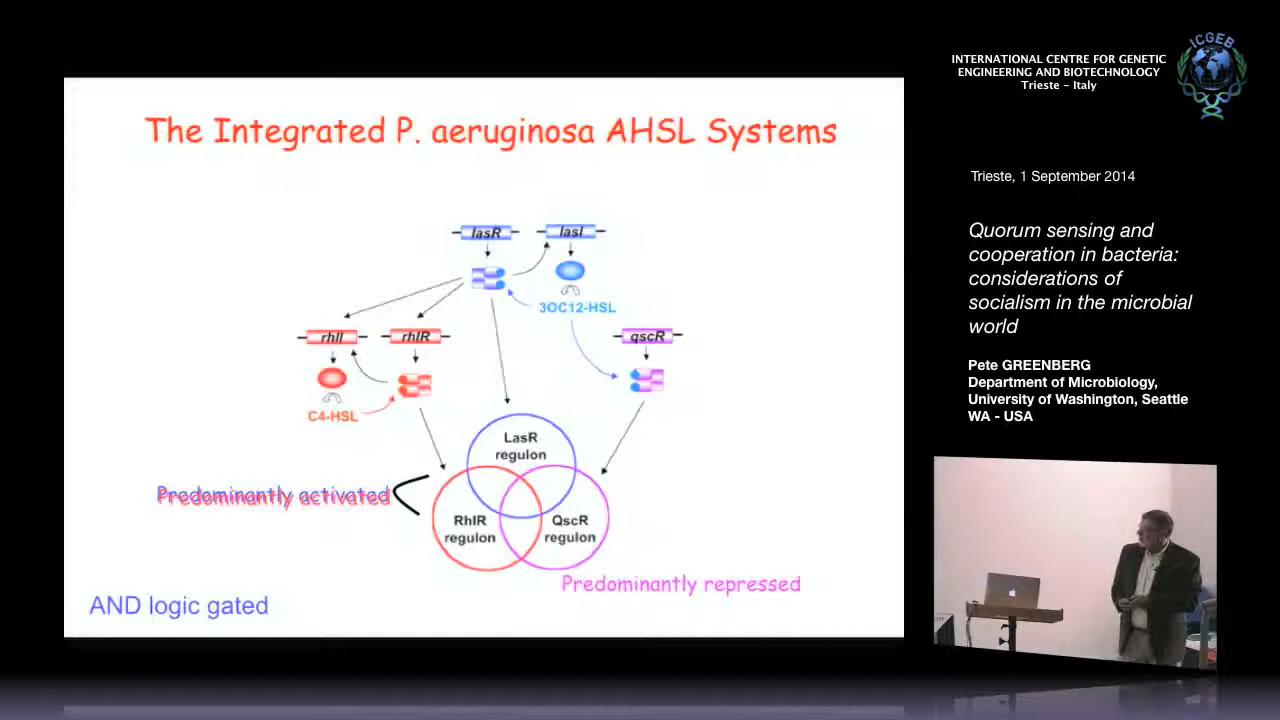 The Integrated P. aeruginosa AHSL Systems
lasR
lasI
3OC12-HSL
rhlI
rhlR
qscR
C4-HSL
LasR
regulon
Predominantly activated
RhlR
regulon
QscR
regulon
Predominantly repressed
AND logic gated
INTERNATIONAL CENTRE FOR GENETIC
ENGINEERING AND BIOTECHNOLOGY
Trieste - Italy
ICGEB
Trieste, 1 September 2014
Quorum sensing and
cooperation in bacteria:
considerations of
socialism in the microbial
world
Pete GREENBERG
Department of Microbiology,
University of Washington, Seattle
WA - USA